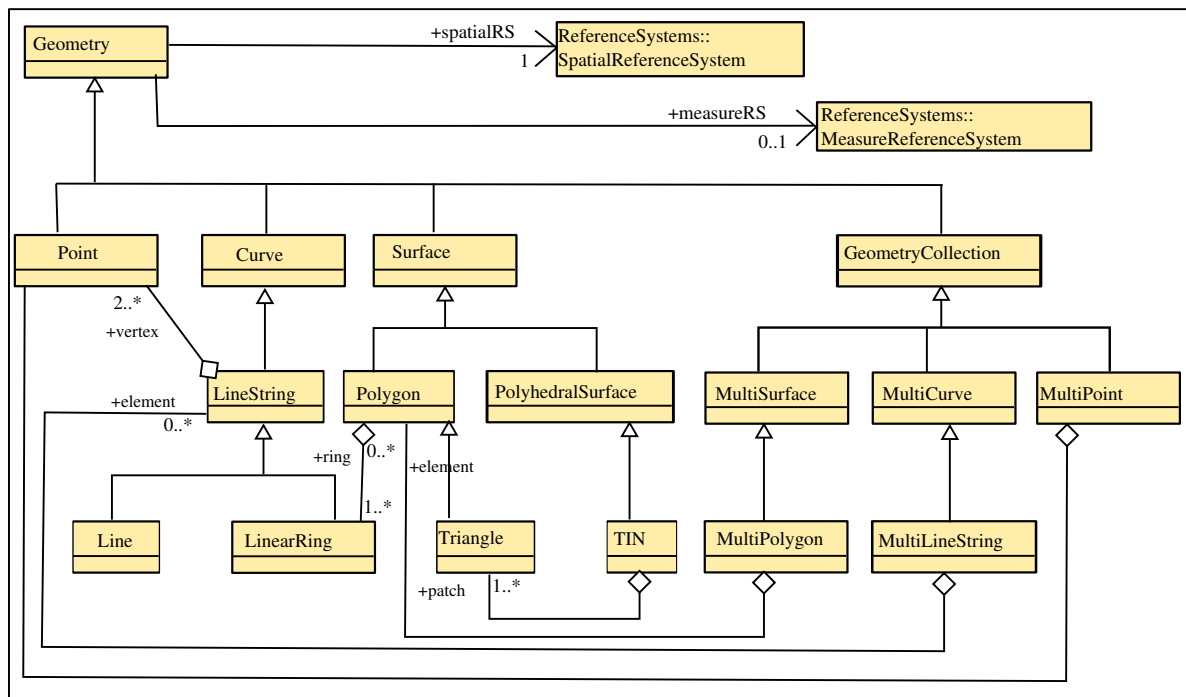 Geometry
+spatialRS
1
ReferenceSystems::
SpatialReferenceSystem
+measureRS
0..1
ReferenceSystems::
MeasureReferenceSystem
Point
Curve
Surface
GeometryCollection
2..*
+vertex
LineString
Polygon
PolyhedralSurface
MultiSurface
MultiCurve
MultiPoint
+element
0..*
+ring
0..*
+element
1..*
Line
LinearRing
Triangle
TIN
MultiPolygon
MultiLineString
+patch
1..*